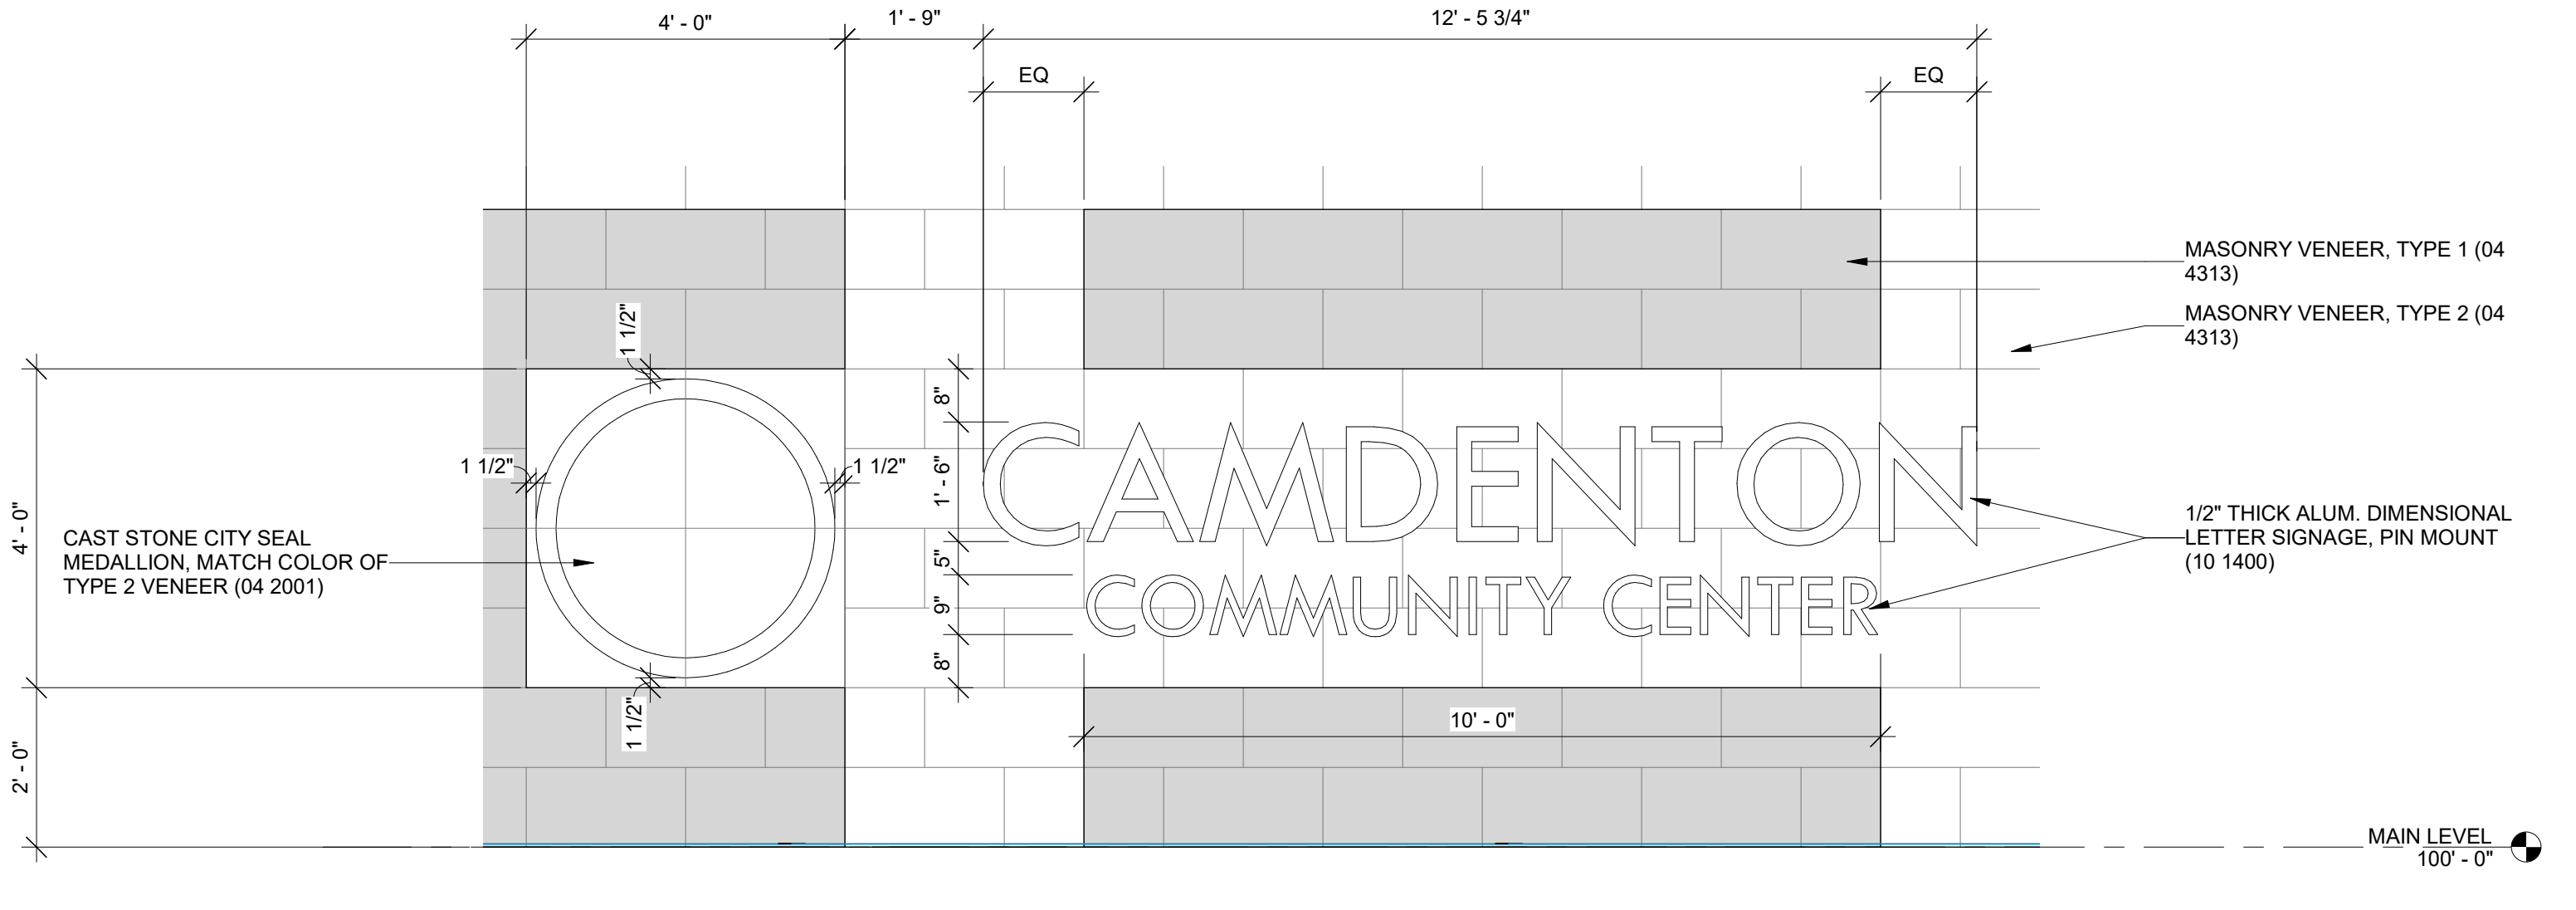 4' - 0"
1' - 9"
12' - 5 3/4"
EQ
EQ
MASONRY VENEER, TYPE 1 (04
4313)
MASONRY VENEER, TYPE 2 (04
4313)
1 1/2"
8"
1 1/2"
1 1/2"
1' - 6"
CAMDENTON
4' - 0"
CAST STONE CITY SEAL
MEDALLION, MATCH COLOR OF
TYPE 2 VENEER (04 2001)
1/2" THICK ALUM. DIMENSIONAL
LETTER SIGNAGE, PIN MOUNT
(10 1400)
5"
9"
COMMUNITY CENTER
8"
1 1/2"
10' - 0"
2' - 0"
MAIN LEVEL
100' - 0"